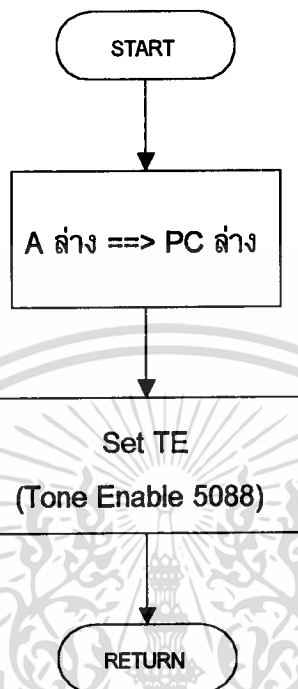 START
A ล่าง ==> PC ล่าง
Set TE
(Tone Enable 5088)
RETURN